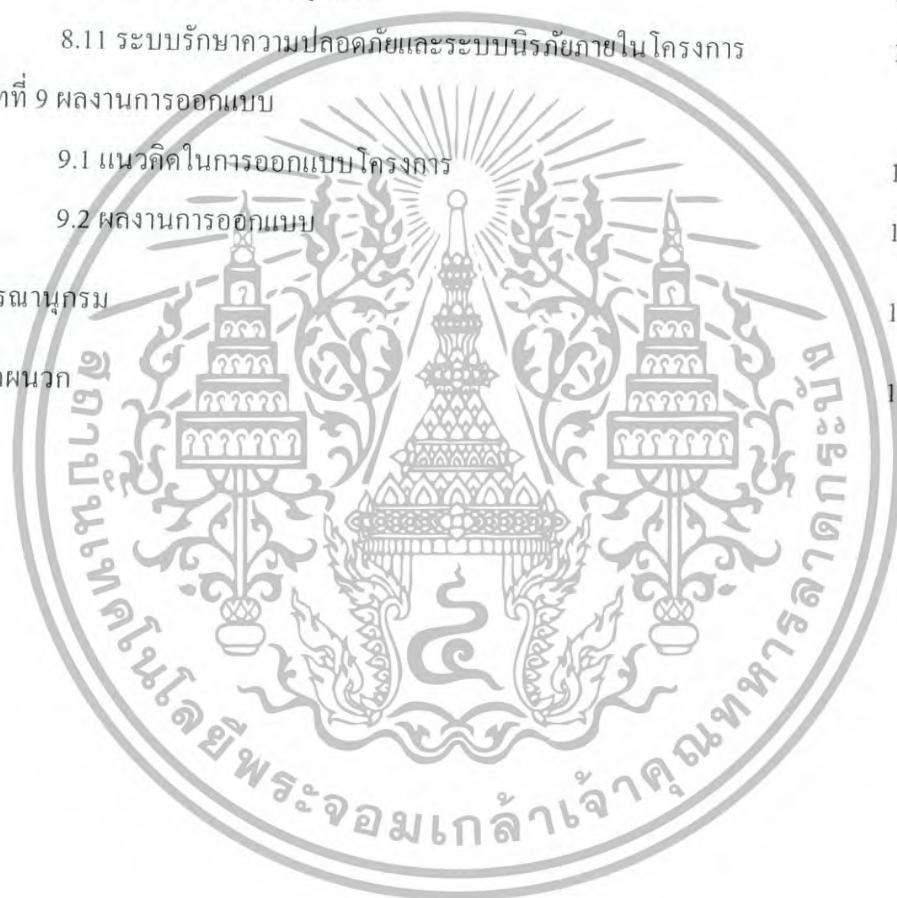 8.11 ระบบรักษาความปลอดภัยและระบบนิรภัยภายในโครงการ
ทที่ 9 ผลงานการออกแบบ
9.1 แนวคิดในการออกแบบโครงการ
1
9.2 ผลงานการออกแบบ
1
รณานุกรม
1
าผนวก
1
สถาบันเทคโนโลยีพระจอมเกล้าเจ้าคุณทหารลาดกระบัง
๔